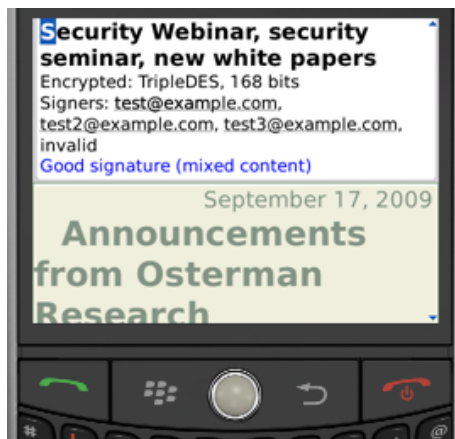 Security Webinar, security
seminar, new white papers
Encrypted: TripleDES, 168 bits
Signers: test@example.com,
test2@example.com, test3@example.com,
invalid
Good signature (mixed content)
September 17, 2009
Announcements
from Osterman
Research
# @